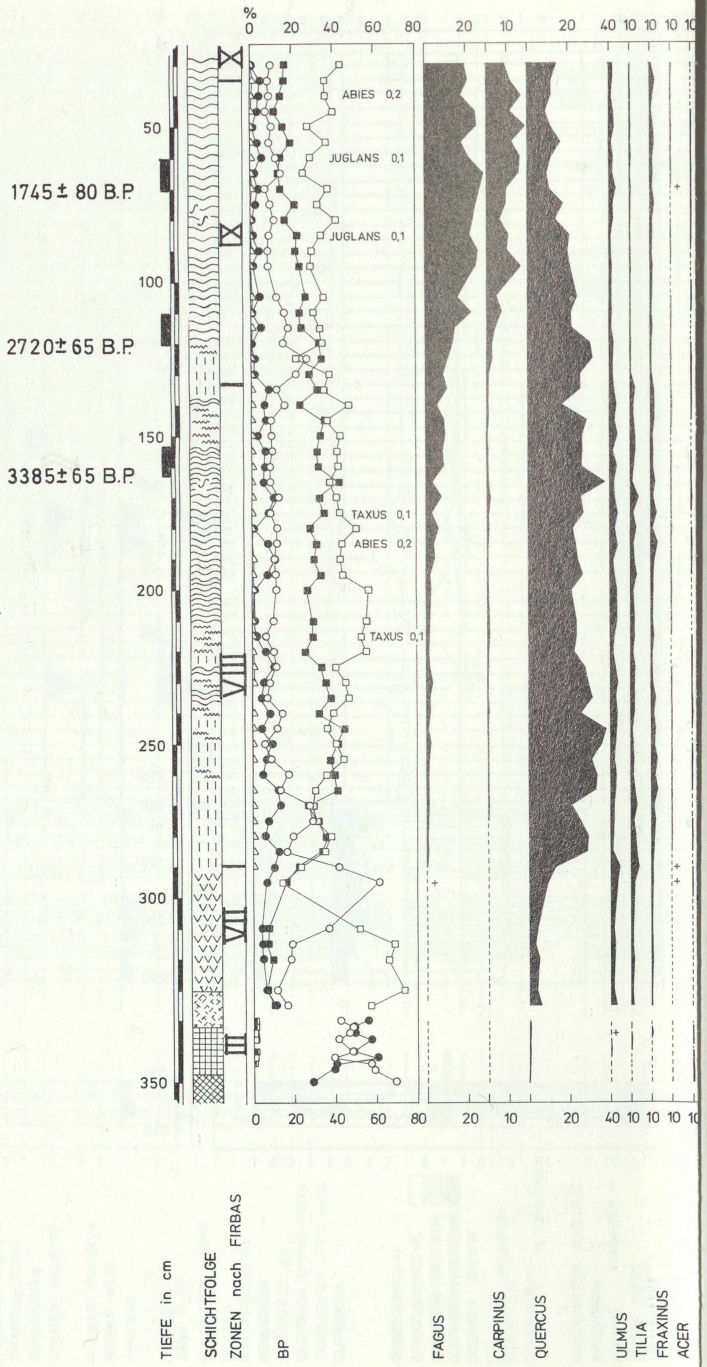 %
0 20 40 60 80
20
10
20 40
10
10
10
10
ABIES 0,2
50
JUGLANS 0,1
1745 ± 80 B.P.
X
X
JUGLANS 0,1
100
2720 ± 65 B.P.
150
3385 ± 65 B.P.
TAXUS 0,1
ABIES 0,2
200
TAXUS 0,1
VIII
250
300
VII
III
350
0 20 40 60 80
20
10
20 40
10
10
10
10
TIEFE in cm
SCHICHTFOLGE
ZONEN nach FIRBAS
BP
FAGUS
CARPINUS
QUERCUS
ULMUS
TILIA
FRAXINUS
ACER